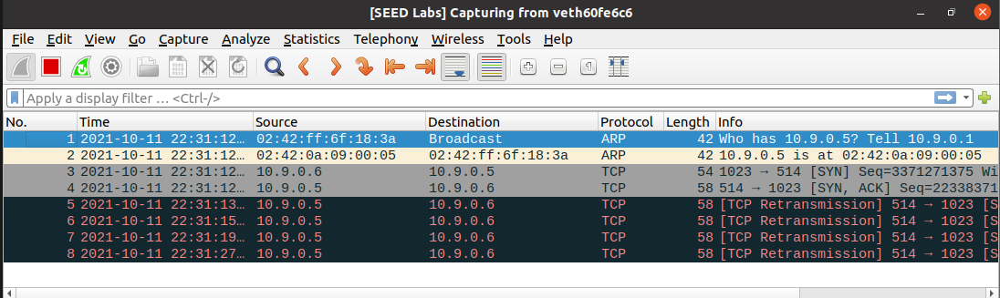 [SEED Labs] Capturing from veth60fe6c6
File Edit View Go Capture Analyze Statistics Telephony Wireless Tools Help
Apply a display filter … <Ctrl-/>
No. Time Source Destination Protocol Length Info
1 2021-10-11 22:31:12… 02:42:ff:6f:18:3a Broadcast ARP 42 Who has 10.9.0.5? Tell 10.9.0.1
2 2021-10-11 22:31:12… 02:42:0a:09:00:05 02:42:ff:6f:18:3a ARP 42 10.9.0.5 is at 02:42:0a:09:00:05
3 2021-10-11 22:31:12… 10.9.0.6 10.9.0.5 TCP 54 1023 → 514 [SYN] Seq=3371271375 Wi
4 2021-10-11 22:31:12… 10.9.0.5 10.9.0.6 TCP 58 514 → 1023 [SYN, ACK] Seq=22338371
5 2021-10-11 22:31:13… 10.9.0.5 10.9.0.6 TCP 58 [TCP Retransmission] 514 → 1023 [S
6 2021-10-11 22:31:15… 10.9.0.5 10.9.0.6 TCP 58 [TCP Retransmission] 514 → 1023 [S
7 2021-10-11 22:31:19… 10.9.0.5 10.9.0.6 TCP 58 [TCP Retransmission] 514 → 1023 [S
8 2021-10-11 22:31:27… 10.9.0.5 10.9.0.6 TCP 58 [TCP Retransmission] 514 → 1023 [S